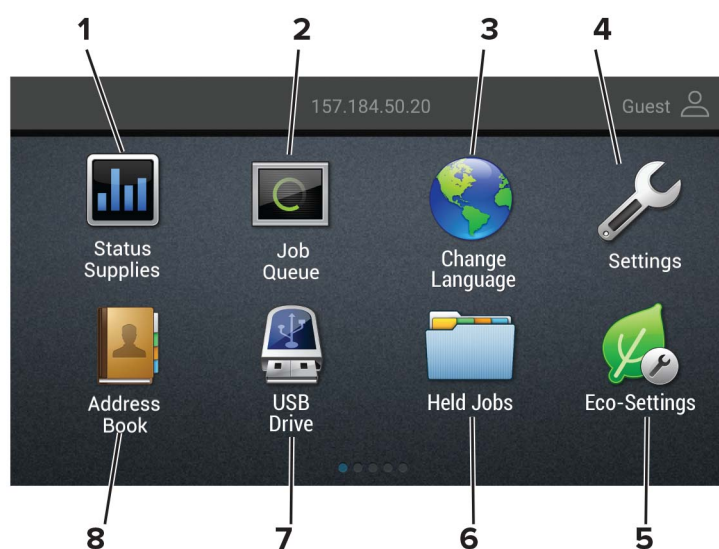 1
2
3
4
157.184.50.20
Guest
Status
Supplies
Job
Queue
Change
Language
Settings
Address
Book
USB
Drive
Held Jobs
Eco-Settings
8
7
6
5